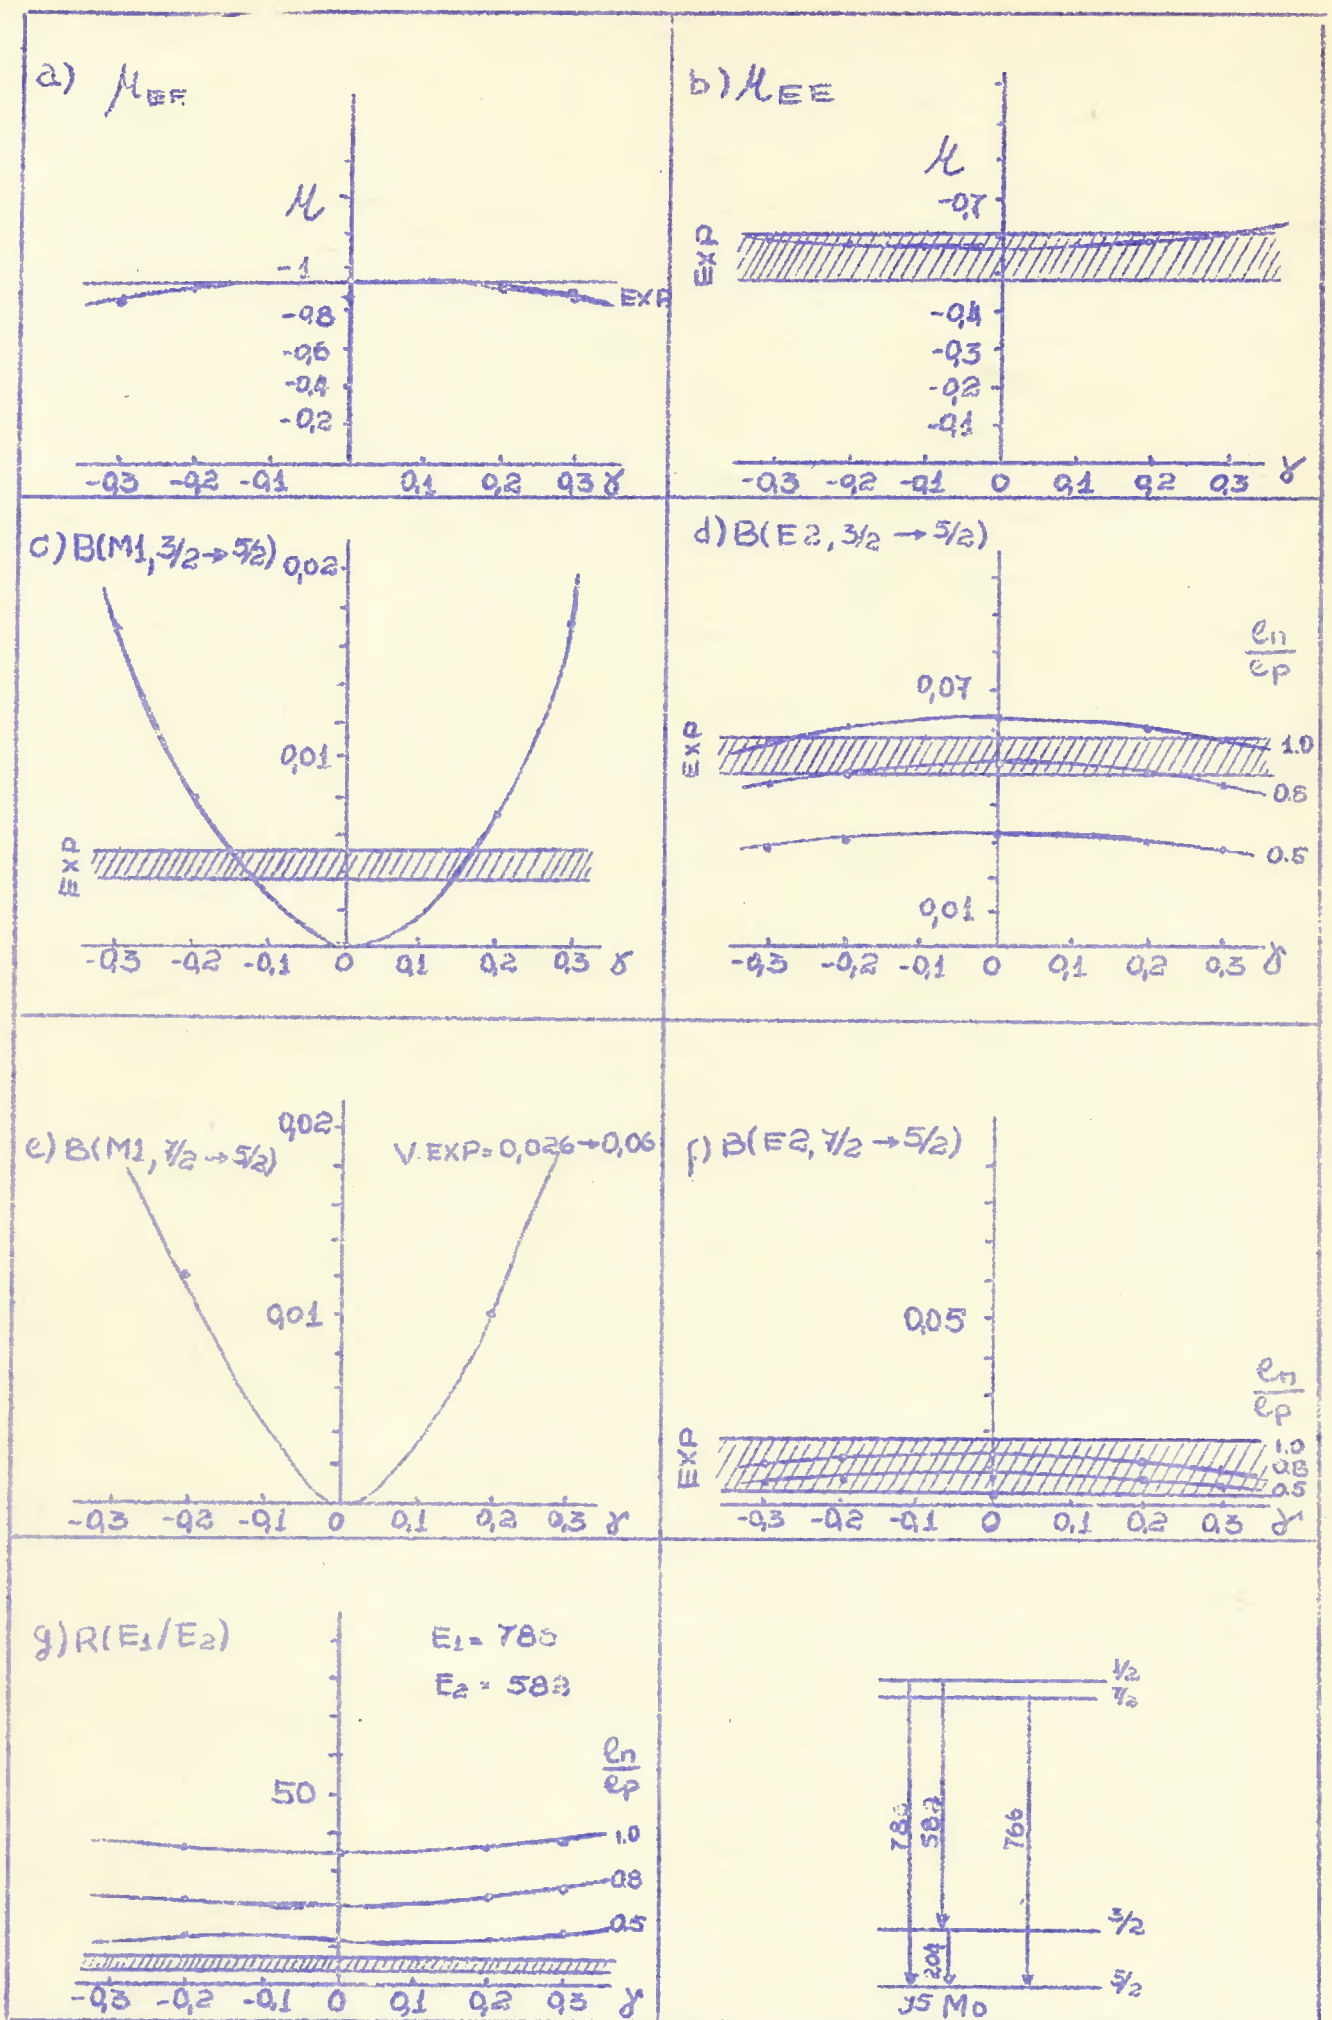 a) μEF
μ
-1
-0,8
-0,6
-0,4
-0,2
EXP
-0,3 -0,2 -0,1 0,1 0,2 0,3 γ
b) μEE
μ
-0,7
EXP
-0,4
-0,3
-0,2
-0,1
-0,3 -0,2 -0,1 0 0,1 0,2 0,3 γ
c) B(M1, 3/2 → 5/2)
0,02
0,01
EXP
-0,3 -0,2 -0,1 0 0,1 0,2 0,3 γ
d) B(E2, 3/2 → 5/2)
en
ep
0,07
EXP
1.0
0.8
0.5
0,01
-0,3 -0,2 -0,1 0 0,1 0,2 0,3 γ
e) B(M1, 7/2 → 5/2)
0,02
V.EXP= 0,026 → 0,06
0,01
-0,3 -0,2 -0,1 0 0,1 0,2 0,3 γ
f) B(E2, 7/2 → 5/2)
0,05
en
ep
EXP
1.0
0.8
0.5
-0,3 -0,2 -0,1 0 0,1 0,2 0,3 γ
g) R(E1/E2)
E1 = 786
E2 = 582
en
ep
50
1.0
0.8
0.5
-0,3 -0,2 -0,1 0 0,1 0,2 0,3 γ
1/2
7/2
786 582 766
3/2
204
5/2
95 Mo